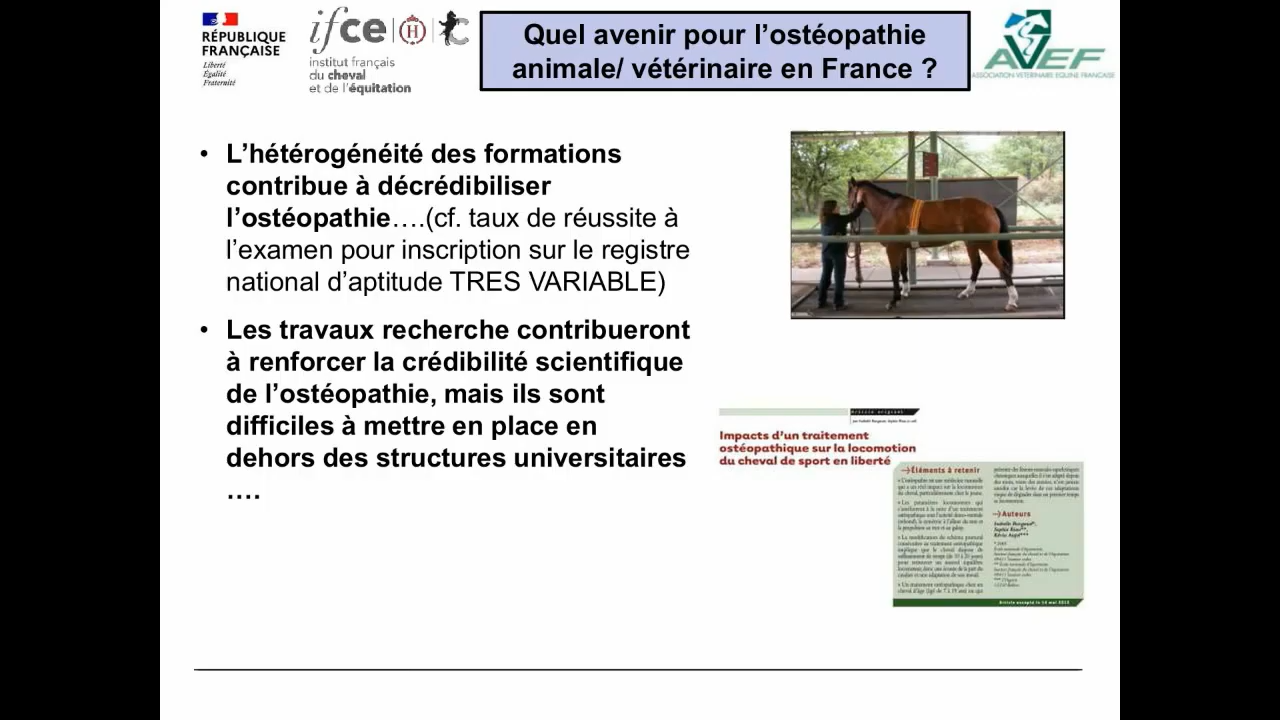 RÉPUBLIQUE
FRANÇAISE
Liberté
Égalité
Fraternité
ifce
institut français
du cheval
et de l'équitation
Quel avenir pour l'ostéopathie
animale/ vétérinaire en France ?
AVEF
ASSOCIATION VÉTÉRINAIRE EQUINE FRANÇAISE
• L'hétérogénéité des formations
contribue à décrédibiliser
l'ostéopathie….(cf. taux de réussite à
l'examen pour inscription sur le registre
national d'aptitude TRES VARIABLE)
• Les travaux recherche contribueront
à renforcer la crédibilité scientifique
de l'ostéopathie, mais ils sont
difficiles à mettre en place en
dehors des structures universitaires
….
Article original
Impacts d'un traitement
ostéopathique sur la locomotion
du cheval de sport en liberté
Éléments à retenir
Auteurs